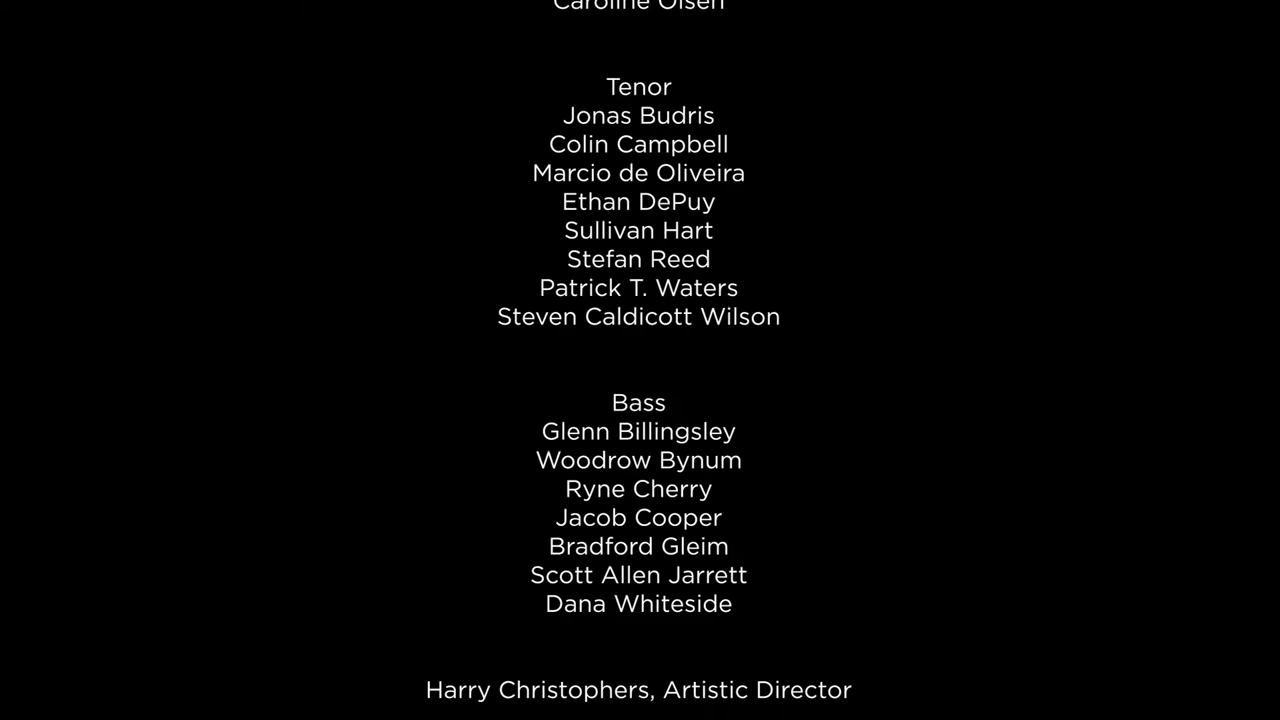 Caroline Olsen
Tenor
Jonas Budris
Colin Campbell
Marcio de Oliveira
Ethan DePuy
Sullivan Hart
Stefan Reed
Patrick T. Waters
Steven Caldicott Wilson
Bass
Glenn Billingsley
Woodrow Bynum
Ryne Cherry
Jacob Cooper
Bradford Gleim
Scott Allen Jarrett
Dana Whiteside
Harry Christophers, Artistic Director